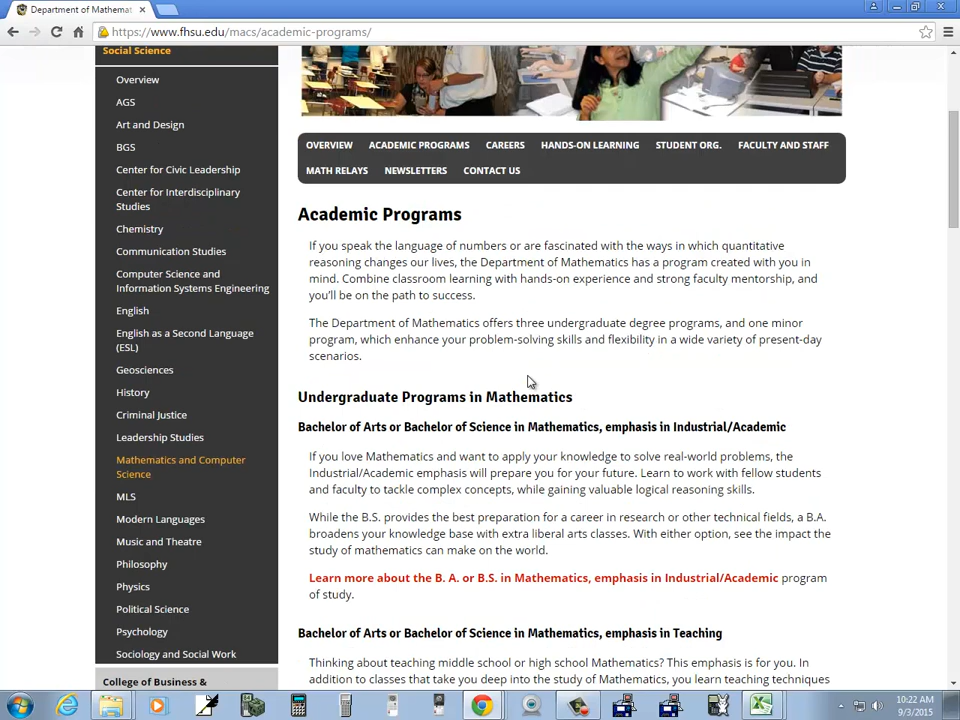 Department of Mathemat
https://www.fhsu.edu/macs/academic-programs/
Social Science
Overview
AGS
Art and Design
BGS
Center for Civic Leadership
Center for Interdisciplinary
Studies
Chemistry
Communication Studies
Computer Science and
Information Systems Engineering
English
English as a Second Language
(ESL)
Geosciences
History
Criminal Justice
Leadership Studies
Mathematics and Computer
Science
MLS
Modern Languages
Music and Theatre
Philosophy
Physics
Political Science
Psychology
Sociology and Social Work
College of Business &
OVERVIEW ACADEMIC PROGRAMS CAREERS HANDS-ON LEARNING STUDENT ORG. FACULTY AND STAFF
MATH RELAYS NEWSLETTERS CONTACT US
Academic Programs
If you speak the language of numbers or are fascinated with the ways in which quantitative
reasoning changes our lives, the Department of Mathematics has a program created with you in
mind. Combine classroom learning with hands-on experience and strong faculty mentorship, and
you'll be on the path to success.
The Department of Mathematics offers three undergraduate degree programs, and one minor
program, which enhance your problem-solving skills and flexibility in a wide variety of present-day
scenarios.
Undergraduate Programs in Mathematics
Bachelor of Arts or Bachelor of Science in Mathematics, emphasis in Industrial/Academic
If you love Mathematics and want to apply your knowledge to solve real-world problems, the
Industrial/Academic emphasis will prepare you for your future. Learn to work with fellow students
and faculty to tackle complex concepts, while gaining valuable logical reasoning skills.
While the B.S. provides the best preparation for a career in research or other technical fields, a B.A.
broadens your knowledge base with extra liberal arts classes. With either option, see the impact the
study of mathematics can make on the world.
Learn more about the B. A. or B.S. in Mathematics, emphasis in Industrial/Academic program
of study.
Bachelor of Arts or Bachelor of Science in Mathematics, emphasis in Teaching
Thinking about teaching middle school or high school Mathematics? This emphasis is for you. In
addition to classes that take you deep into the study of Mathematics, you learn teaching techniques
10:22 AM
9/3/2015